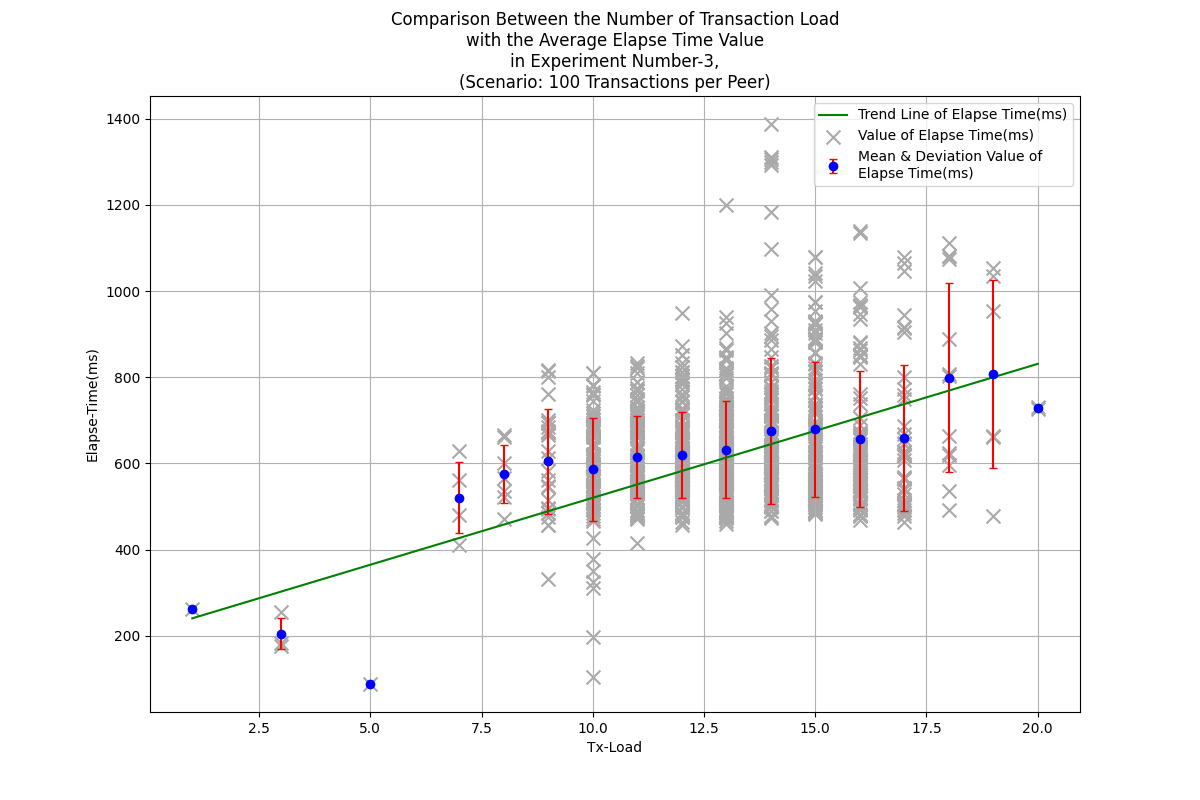 Comparison Between the Number of Transaction Load
with the Average Elapse Time Value
in Experiment Number-3,
(Scenario: 100 Transactions per Peer)
Trend Line of Elapse Time(ms)
Value of Elapse Time(ms)
Mean & Deviation Value of
Elapse Time(ms)
1400
1200
1000
800
600
400
200
Elapse-Time(ms)
2.5 5.0 7.5 10.0 12.5 15.0 17.5 20.0
Tx-Load